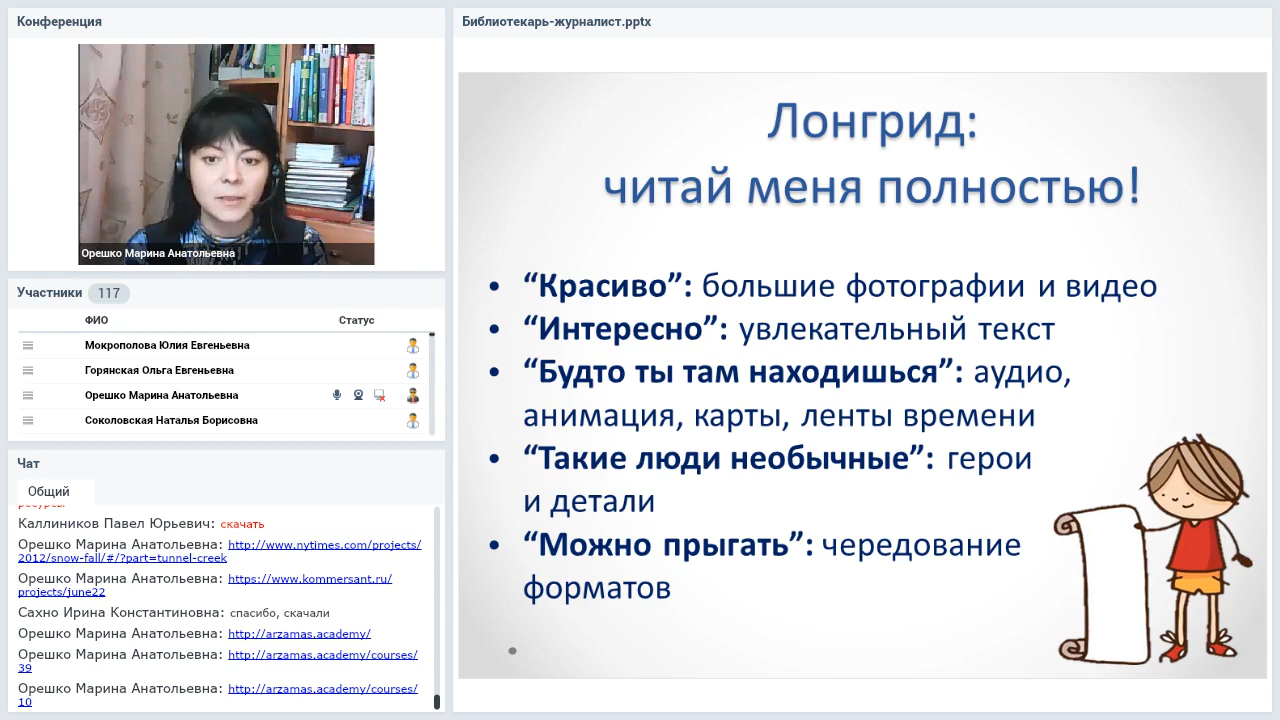 Конференция
Орешко Марина Анатольевна
Участники 117
ФИО Статус
Мокрополова Юлия Евгеньевна
Горянская Ольга Евгеньевна
Орешко Марина Анатольевна
Соколовская Наталья Борисовна
Чат
Общий
Каллиников Павел Юрьевич: скачать
Орешко Марина Анатольевна: http://www.nytimes.com/projects/
2012/snow-fall/#/?part=tunnel-creek
Орешко Марина Анатольевна: https://www.kommersant.ru/
projects/june22
Сахно Ирина Константиновна: спасибо, скачали
Орешко Марина Анатольевна: http://arzamas.academy/
Орешко Марина Анатольевна: http://arzamas.academy/courses/
39
Орешко Марина Анатольевна: http://arzamas.academy/courses/
10
Библиотекарь-журналист.pptx
Лонгрид:
читай меня полностью!
• “Красиво”: большие фотографии и видео
• “Интересно”: увлекательный текст
• “Будто ты там находишься”: аудио,
анимация, карты, ленты времени
• “Такие люди необычные”: герои
и детали
• “Можно прыгать”: чередование
форматов